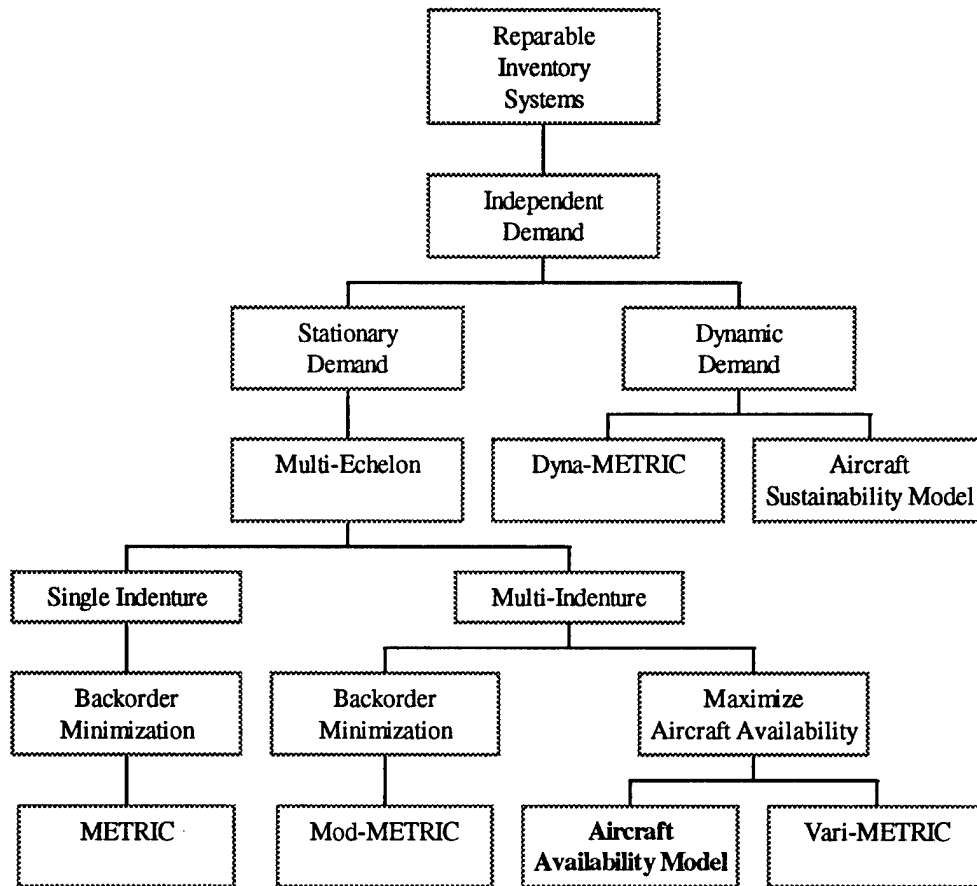 Reparable
Inventory
Systems
Independent
Demand
Stationary
Demand
Dynamic
Demand
Multi-Echelon
Dyna-METRIC
Aircraft
Sustainability Model
Single Indenture
Multi-Indenture
Backorder
Minimization
Backorder
Minimization
Maximize
Aircraft Availability
METRIC
Mod-METRIC
Aircraft
Availability Model
Vari-METRIC